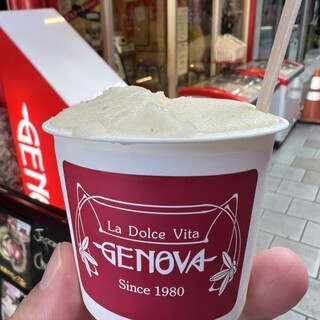 GENO
La Dolce Vita
GENOVA
Since 1980